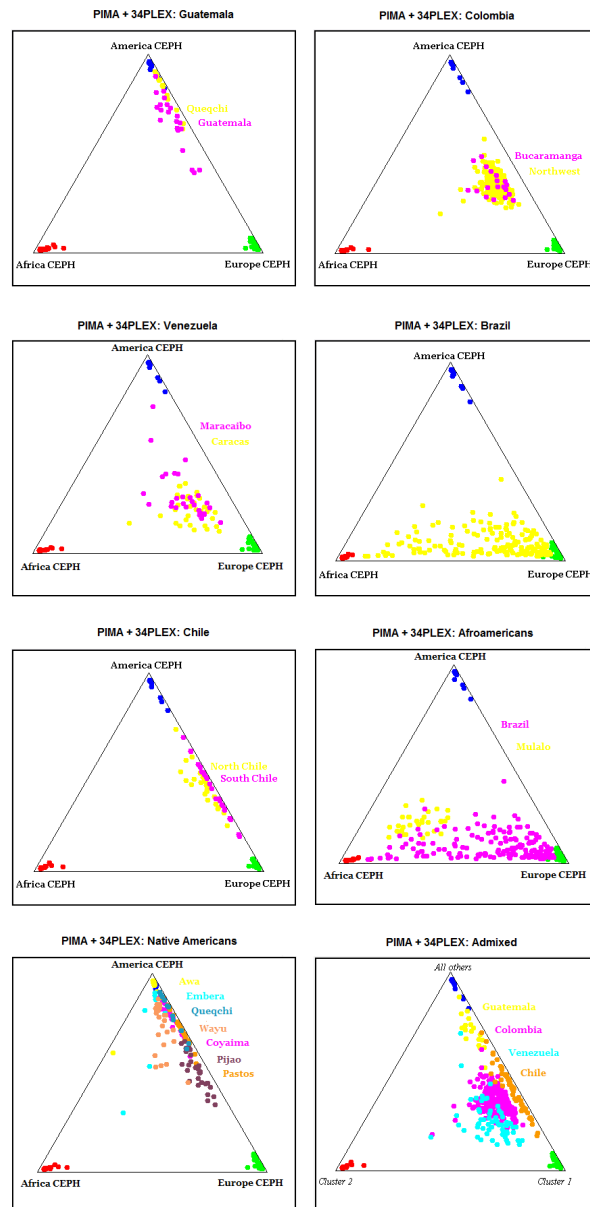 PIMA + 34PLEX: Guatemala
America CEPH
Queqchi
Guatemala
Africa CEPH
Europe CEPH
PIMA + 34PLEX: Colombia
America CEPH
Bucaramanga
Northwest
Africa CEPH
Europe CEPH
PIMA + 34PLEX: Venezuela
America CEPH
Maracaibo
Caracas
Africa CEPH
Europe CEPH
PIMA + 34PLEX: Brazil
America CEPH
Africa CEPH
Europe CEPH
PIMA + 34PLEX: Chile
America CEPH
North Chile
South Chile
Africa CEPH
Europe CEPH
PIMA + 34PLEX: Afroamericans
America CEPH
Brazil
Mulalo
Africa CEPH
Europe CEPH
PIMA + 34PLEX: Native Americans
America CEPH
Awa
Embera
Queqchi
Wayu
Coyaima
Pijao
Pastos
Africa CEPH
Europe CEPH
PIMA + 34PLEX: Admixed
All others
Guatemala
Colombia
Venezuela
Chile
Cluster 2
Cluster 1